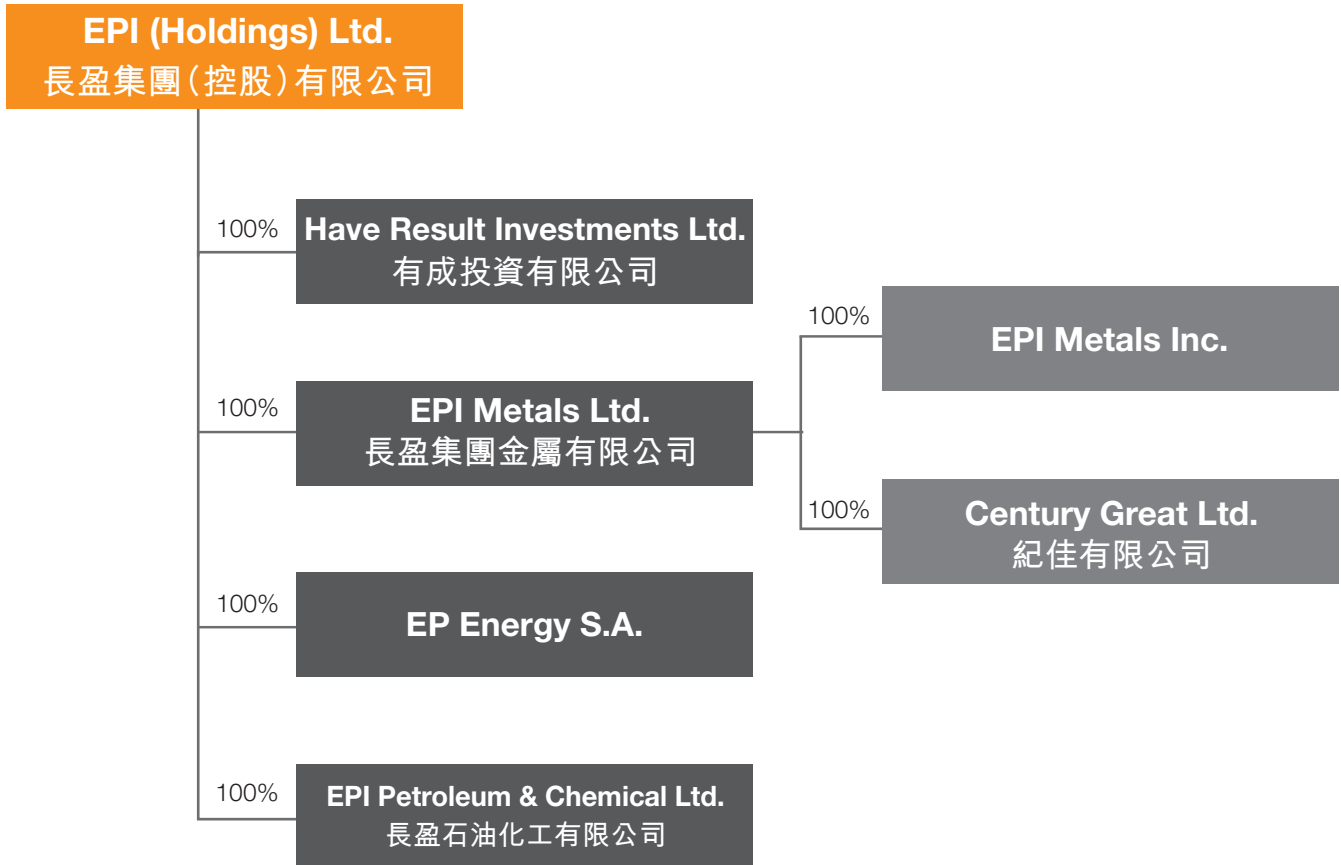 EPI (Holdings) Ltd.
長盈集團(控股)有限公司
100%
Have Result Investments Ltd.
有成投資有限公司
100%
EPI Metals Ltd.
長盈集團金屬有限公司
100%
EPI Metals Inc.
100%
Century Great Ltd.
紀佳有限公司
100%
EP Energy S.A.
100%
EPI Petroleum & Chemical Ltd.
長盈石油化工有限公司